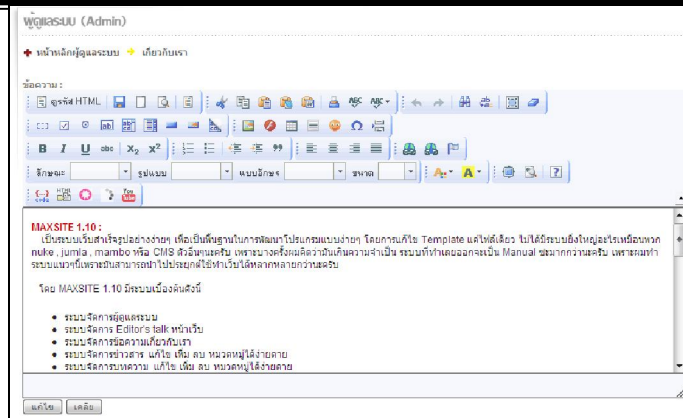 ผู้ดูแลระบบ (Admin)
หน้าหลักผู้ดูแลระบบ เกี่ยวกับเรา
ข้อความ :
ดูรหัส HTML
B I U abc X₂ X²
ลักษณะ รูปแบบ แบบอักษร ขนาด
MAXSITE 1.10 :
เป็นระบบเว็บสำเร็จรูปอย่างง่ายๆ เพื่อเป็นพื้นฐานในการพัฒนาโปรแกรมแบบง่ายๆ โดยการแก้ไข Template แค่ไฟล์เดียว ไม่ได้มีระบบยิ่งใหญ่อะไรเหมือนพวก
nuke , jumla , mambo หรือ CMS ตัวอื่นๆนะครับ เพราะบางครั้งผมคิดว่ามันเกินความจำเป็น ระบบที่ทำเลยออกจะเป็น Manual ซะมากกว่านะครับ เพราะผมทำ
ระบบแนวๆนี้เพราะมันสามารถนำไปประยุกต์ใช้ทำเว็บได้หลากหลายกว่านะครับ
โดย MAXSITE 1.10 มีระบบเบื้องต้นดังนี้
ระบบจัดการผู้ดูแลระบบ
ระบบจัดการ Editor's talk หน้าเว็บ
ระบบจัดการข้อความเกี่ยวกับเรา
ระบบจัดการข่าวสาร แก้ไข เพิ่ม ลบ หมวดหมู่ได้ง่ายดาย
ระบบจัดการบทความ แก้ไข เพิ่ม ลบ หมวดหมู่ได้ง่ายดาย
แก้ไข เคลีย